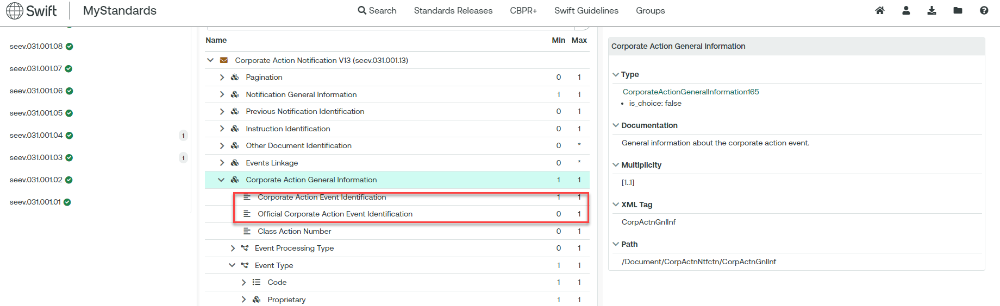 Swift MyStandards Search Standards Releases CBPR+ Swift Guidelines Groups
seev.031.001.08
seev.031.001.07
seev.031.001.06
seev.031.001.05
seev.031.001.04 1
seev.031.001.03 1
seev.031.001.02
seev.031.001.01
Name Min Max
Corporate Action Notification V13 (seev.031.001.13)
Pagination 0 1
Notification General Information 1 1
Previous Notification Identification 0 1
Instruction Identification 0 1
Other Document Identification 0 *
Events Linkage 0 *
Corporate Action General Information 1 1
Corporate Action Event Identification 1 1
Official Corporate Action Event Identification 0 1
Class Action Number 0 1
Event Processing Type 0 1
Event Type 1 1
Code 1 1
Proprietary 1 1
Corporate Action General Information
Type
CorporateActionGeneralInformation165
• is_choice: false
Documentation
General information about the corporate action event.
Multiplicity
[1..1]
XML Tag
CorpActnGnlInf
Path
/Document/CorpActnNtfctn/CorpActnGnlInf